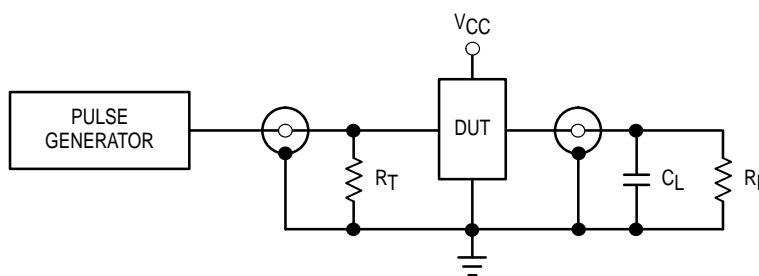 VCC
PULSE
GENERATOR
DUT
RT
CL
R